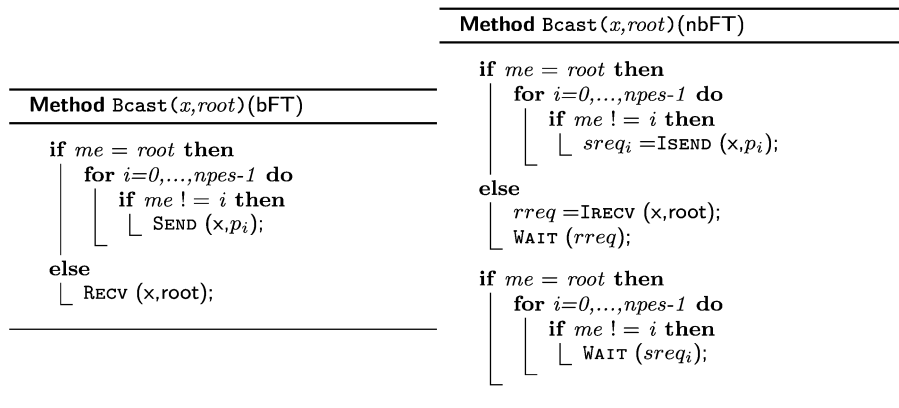 Method Bcast(x,root)(bFT)
if me = root then
for i=0,...,npes-1 do
if me ! = i then
SEND (x,pᵢ);
else
RECV (x,root);
Method Bcast(x,root)(nbFT)
if me = root then
for i=0,...,npes-1 do
if me ! = i then
sreqᵢ =ISEND (x,pᵢ);
else
rreq =IRECV (x,root);
WAIT (rreq);
if me = root then
for i=0,...,npes-1 do
if me ! = i then
WAIT (sreqᵢ);